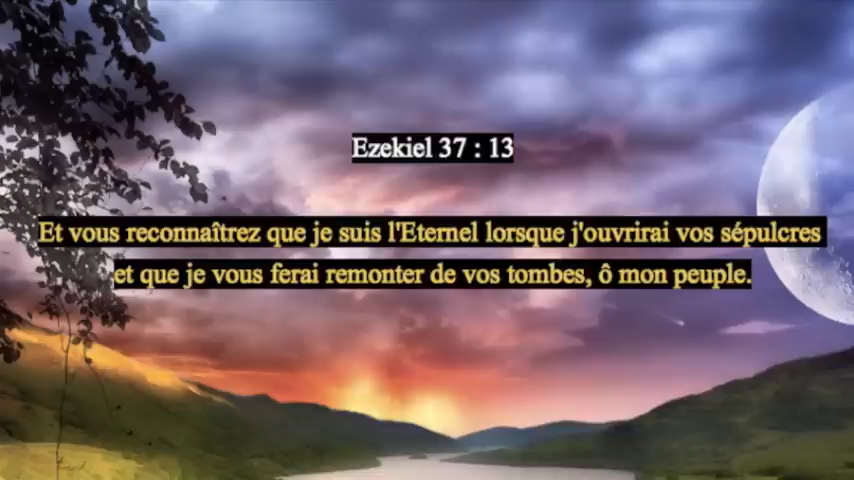 Ezekiel 37 : 13
Et vous reconnaîtrez que je suis l'Eternel lorsque j'ouvrirai vos sépulcres
et que je vous ferai remonter de vos tombes, ô mon peuple.